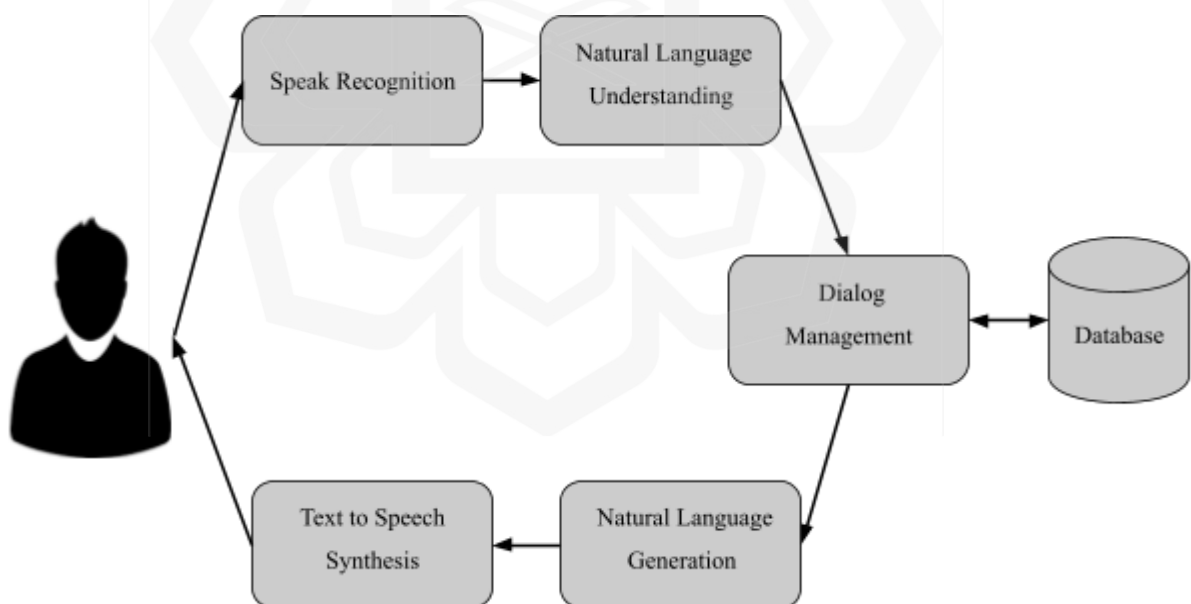 Speak Recognition
Natural Language
Understanding
Dialog
Management
Database
Text to Speech
Synthesis
Natural Language
Generation